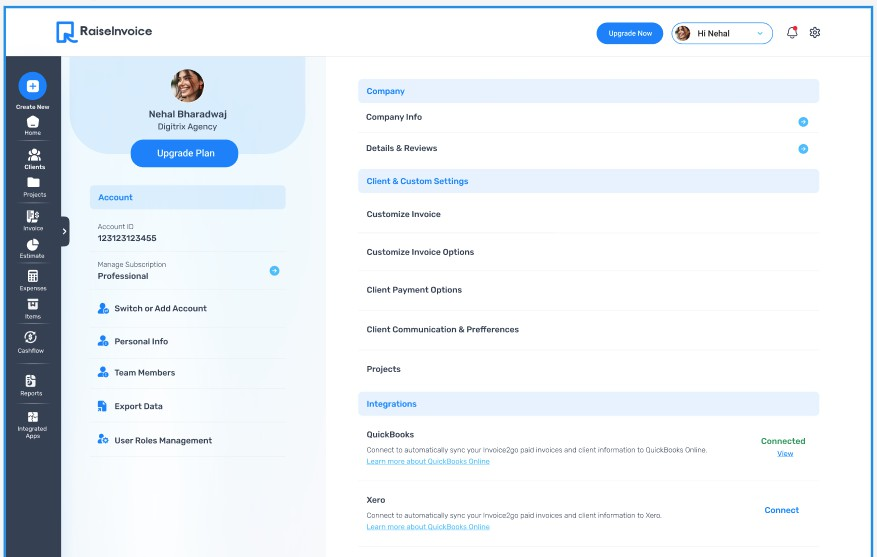 RaiseInvoice
Upgrade Now
Hi Nehal
Create New
Home
Clients
Projects
Invoice
Estimate
Expenses
Items
Cashflow
Reports
Integrated
Apps
Nehal Bharadwaj
Digitrix Agency
Upgrade Plan
Account
Account ID
123123123455
Manage Subscription
Professional
Switch or Add Account
Personal Info
Team Members
Export Data
User Roles Management
Company
Company Info
Details & Reviews
Client & Custom Settings
Customize Invoice
Customize Invoice Options
Client Payment Options
Client Communication & Prefferences
Projects
Integrations
QuickBooks
Connect to automatically sync your Invoice2go paid invoices and client information to QuickBooks Online.
Learn more about QuickBooks Online
Connected
View
Xero
Connect to automatically sync your Invoice2go paid invoices and client information to Xero.
Learn more about QuickBooks Online
Connect